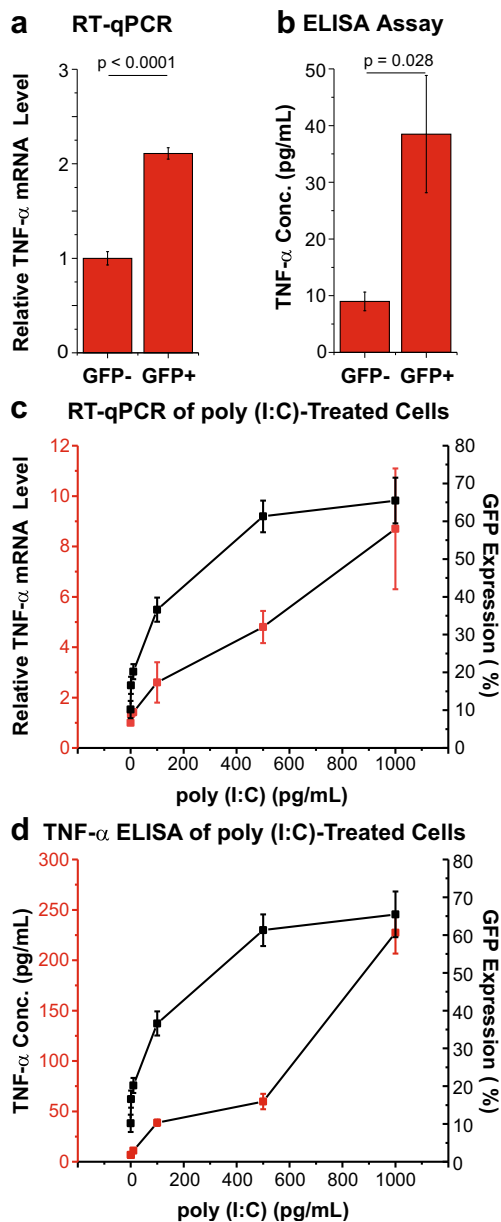 a RT-qPCR
p < 0.0001
Relative TNF-α mRNA Level
3
2
1
0
GFP- GFP+
b ELISA Assay
p = 0.028
TNF-α Conc. (pg/mL)
50
40
30
20
10
0
GFP- GFP+
c RT-qPCR of poly (I:C)-Treated Cells
Relative TNF-α mRNA Level
12
10
8
6
4
2
0
80
70
60
50
40
30
20
10
0
GFP Expression ( %)
0 200 400 600 800 1000
poly (I:C) (pg/mL)
d TNF-α ELISA of poly (I:C)-Treated Cells
TNF-α Conc. (pg/mL)
300
250
200
150
100
50
0
80
70
60
50
40
30
20
10
0
GFP Expression ( %)
0 200 400 600 800 1000
poly (I:C) (pg/mL)